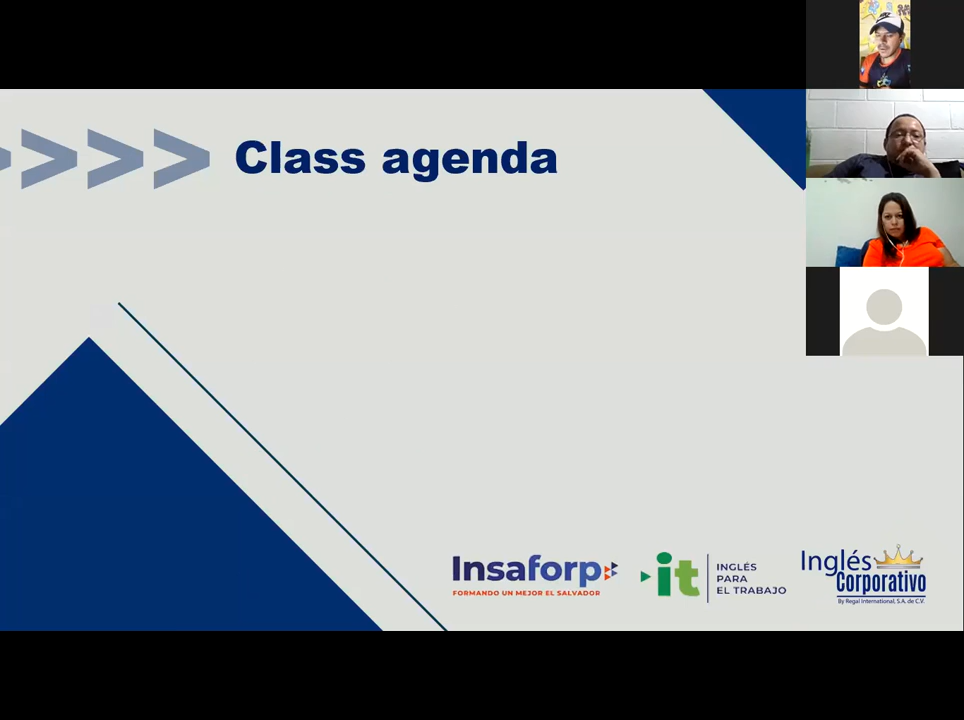 Class agenda
Insaforp
FORMANDO UN MEJOR EL SALVADOR
it
INGLÉS
PARA
EL TRABAJO
Inglés
Corporativo
By Regal International, S.A. de C.V.